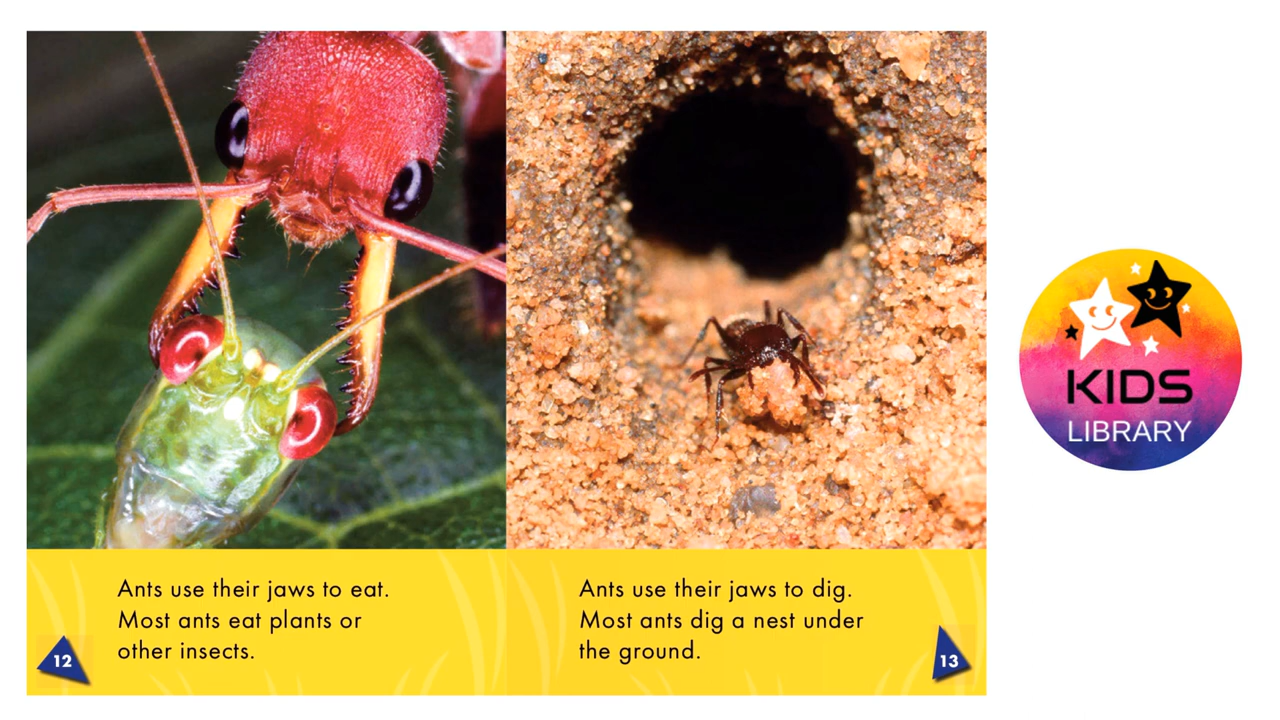 Ants use their jaws to eat.
Most ants eat plants or
other insects.
12
Ants use their jaws to dig.
Most ants dig a nest under
the ground.
13
KIDS
LIBRARY